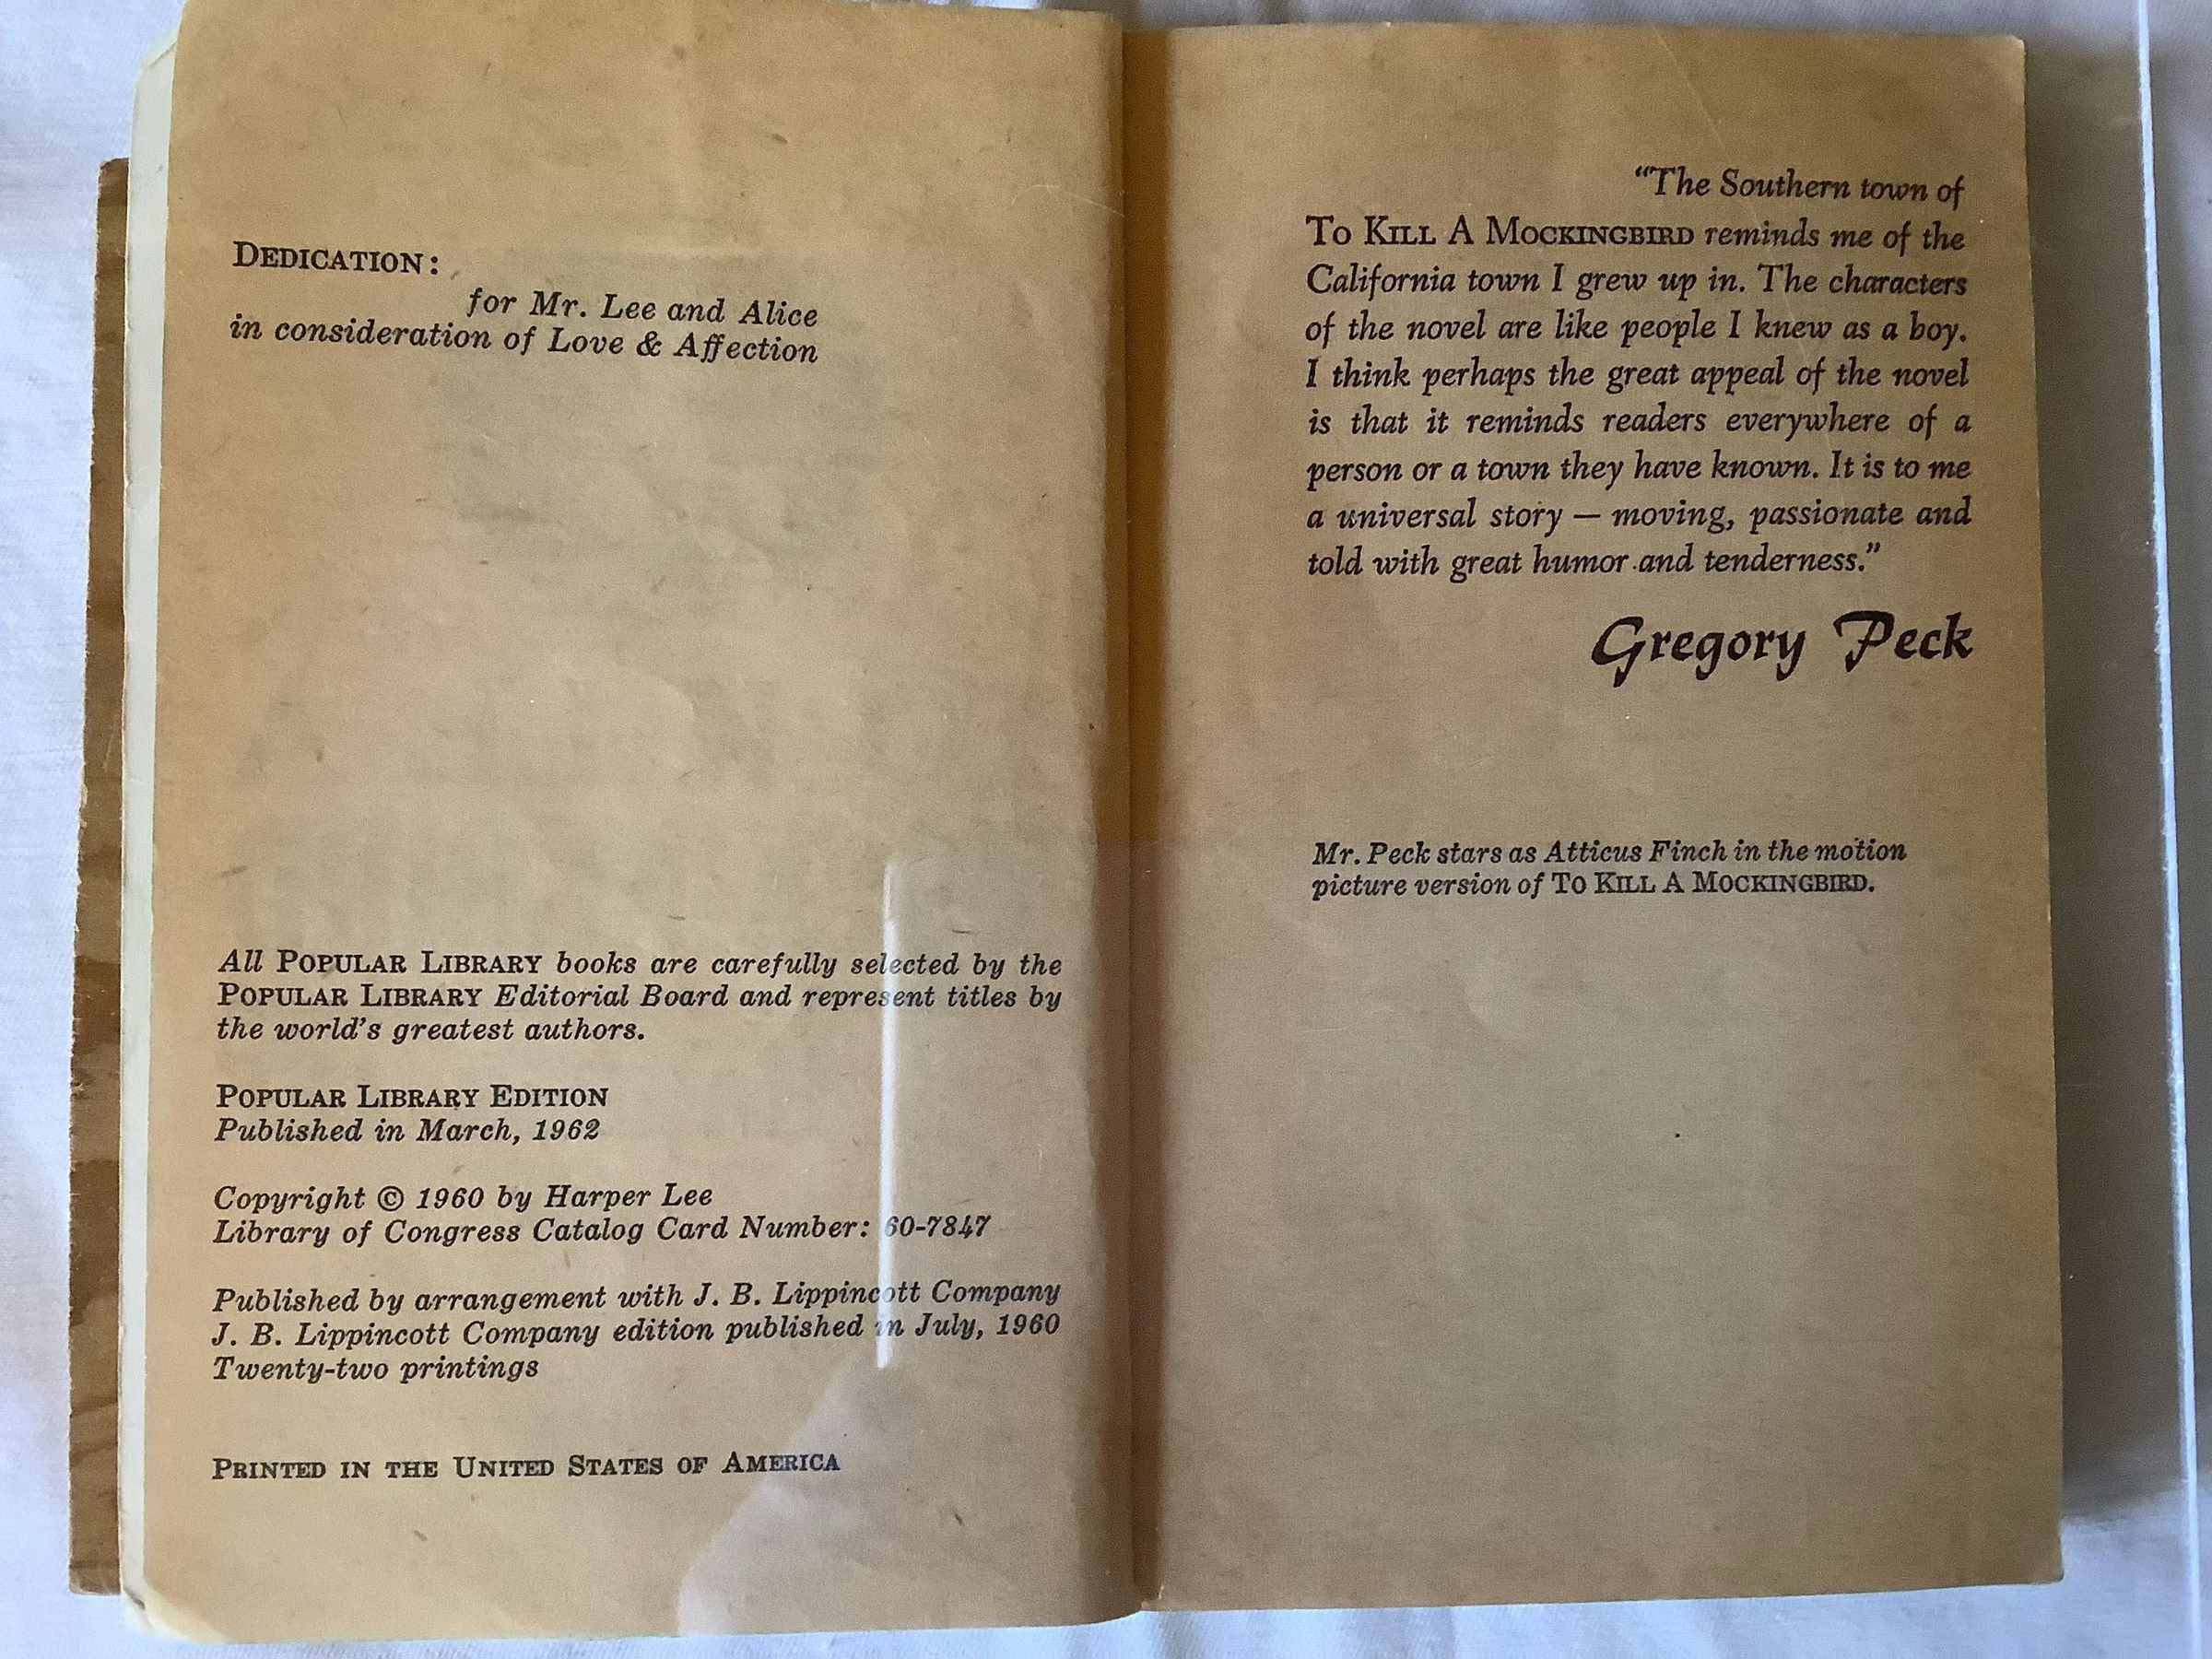 DEDICATION:
for Mr. Lee and Alice
in consideration of Love & Affection
All POPULAR LIBRARY books are carefully selected by the
POPULAR LIBRARY Editorial Board and represent titles by
the world's greatest authors.
POPULAR LIBRARY EDITION
Published in March, 1962
Copyright © 1960 by Harper Lee
Library of Congress Catalog Card Number: 60-7847
Published by arrangement with J. B. Lippincott Company
J. B. Lippincott Company edition published in July, 1960
Twenty-two printings
PRINTED IN THE UNITED STATES OF AMERICA
“The Southern town of
TO KILL A MOCKINGBIRD reminds me of the
California town I grew up in. The characters
of the novel are like people I knew as a boy.
I think perhaps the great appeal of the novel
is that it reminds readers everywhere of a
person or a town they have known. It is to me
a universal story — moving, passionate and
told with great humor and tenderness.”
Gregory Peck
Mr. Peck stars as Atticus Finch in the motion
picture version of TO KILL A MOCKINGBIRD.